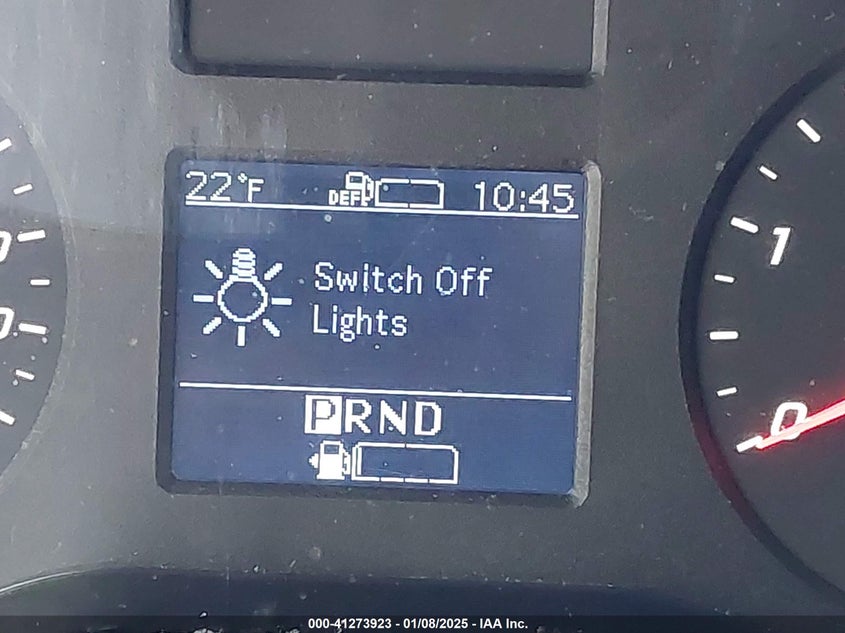 22°F DEF 10:45
Switch Off
Lights
PRND
1
0
000-41273923 - 01/08/2025 - IAA Inc.